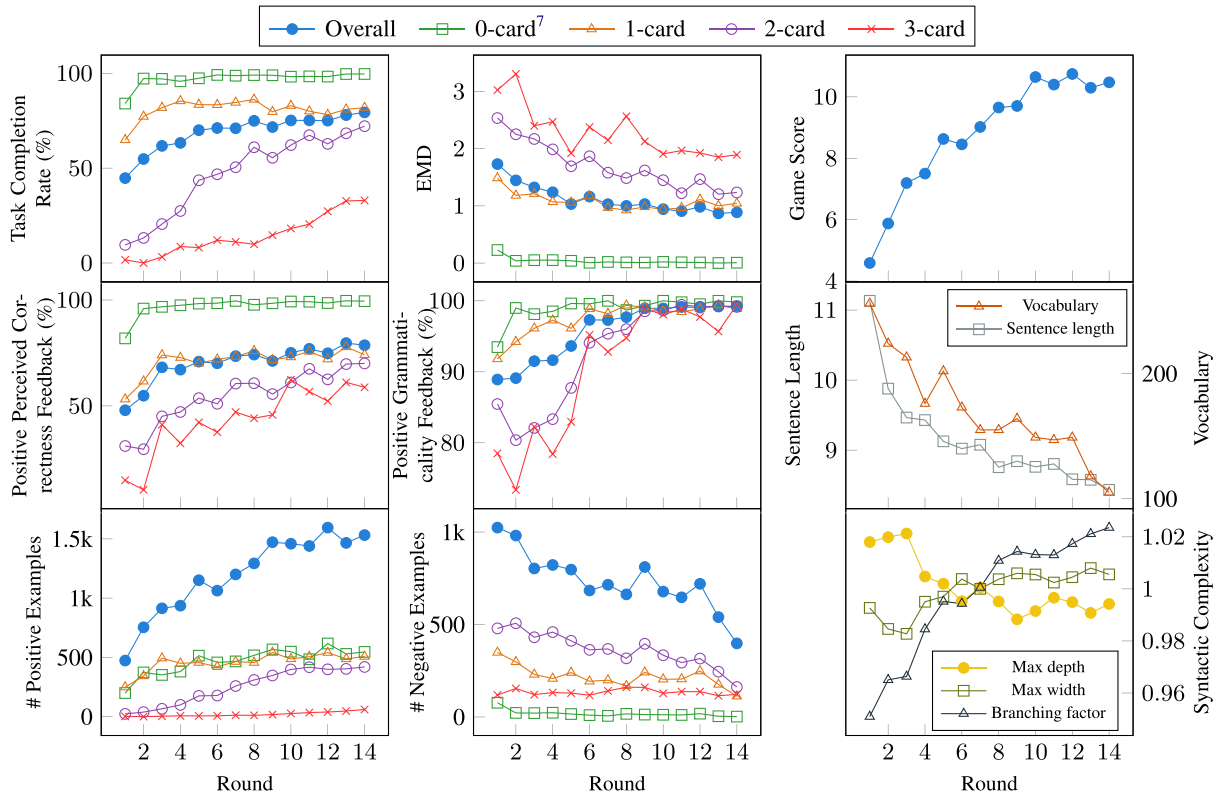 Overall 0-card7 1-card 2-card 3-card
Task Completion
Rate (%)
100
50
0
EMD
3
2
1
0
Game Score
10
8
6
4
Positive Perceived Cor-
rectness Feedback (%)
100
50
Positive Grammati-
cality Feedback (%)
100
90
80
Sentence Length
11
10
9
Vocabulary
Sentence length
200
100
Vocabulary
# Positive Examples
1.5k
1k
500
0
2 4 6 8 10 12 14
Round
# Negative Examples
1k
500
0
2 4 6 8 10 12 14
Round
Max depth
Max width
Branching factor
1.02
1
0.98
0.96
Syntactic Complexity
2 4 6 8 10 12 14
Round